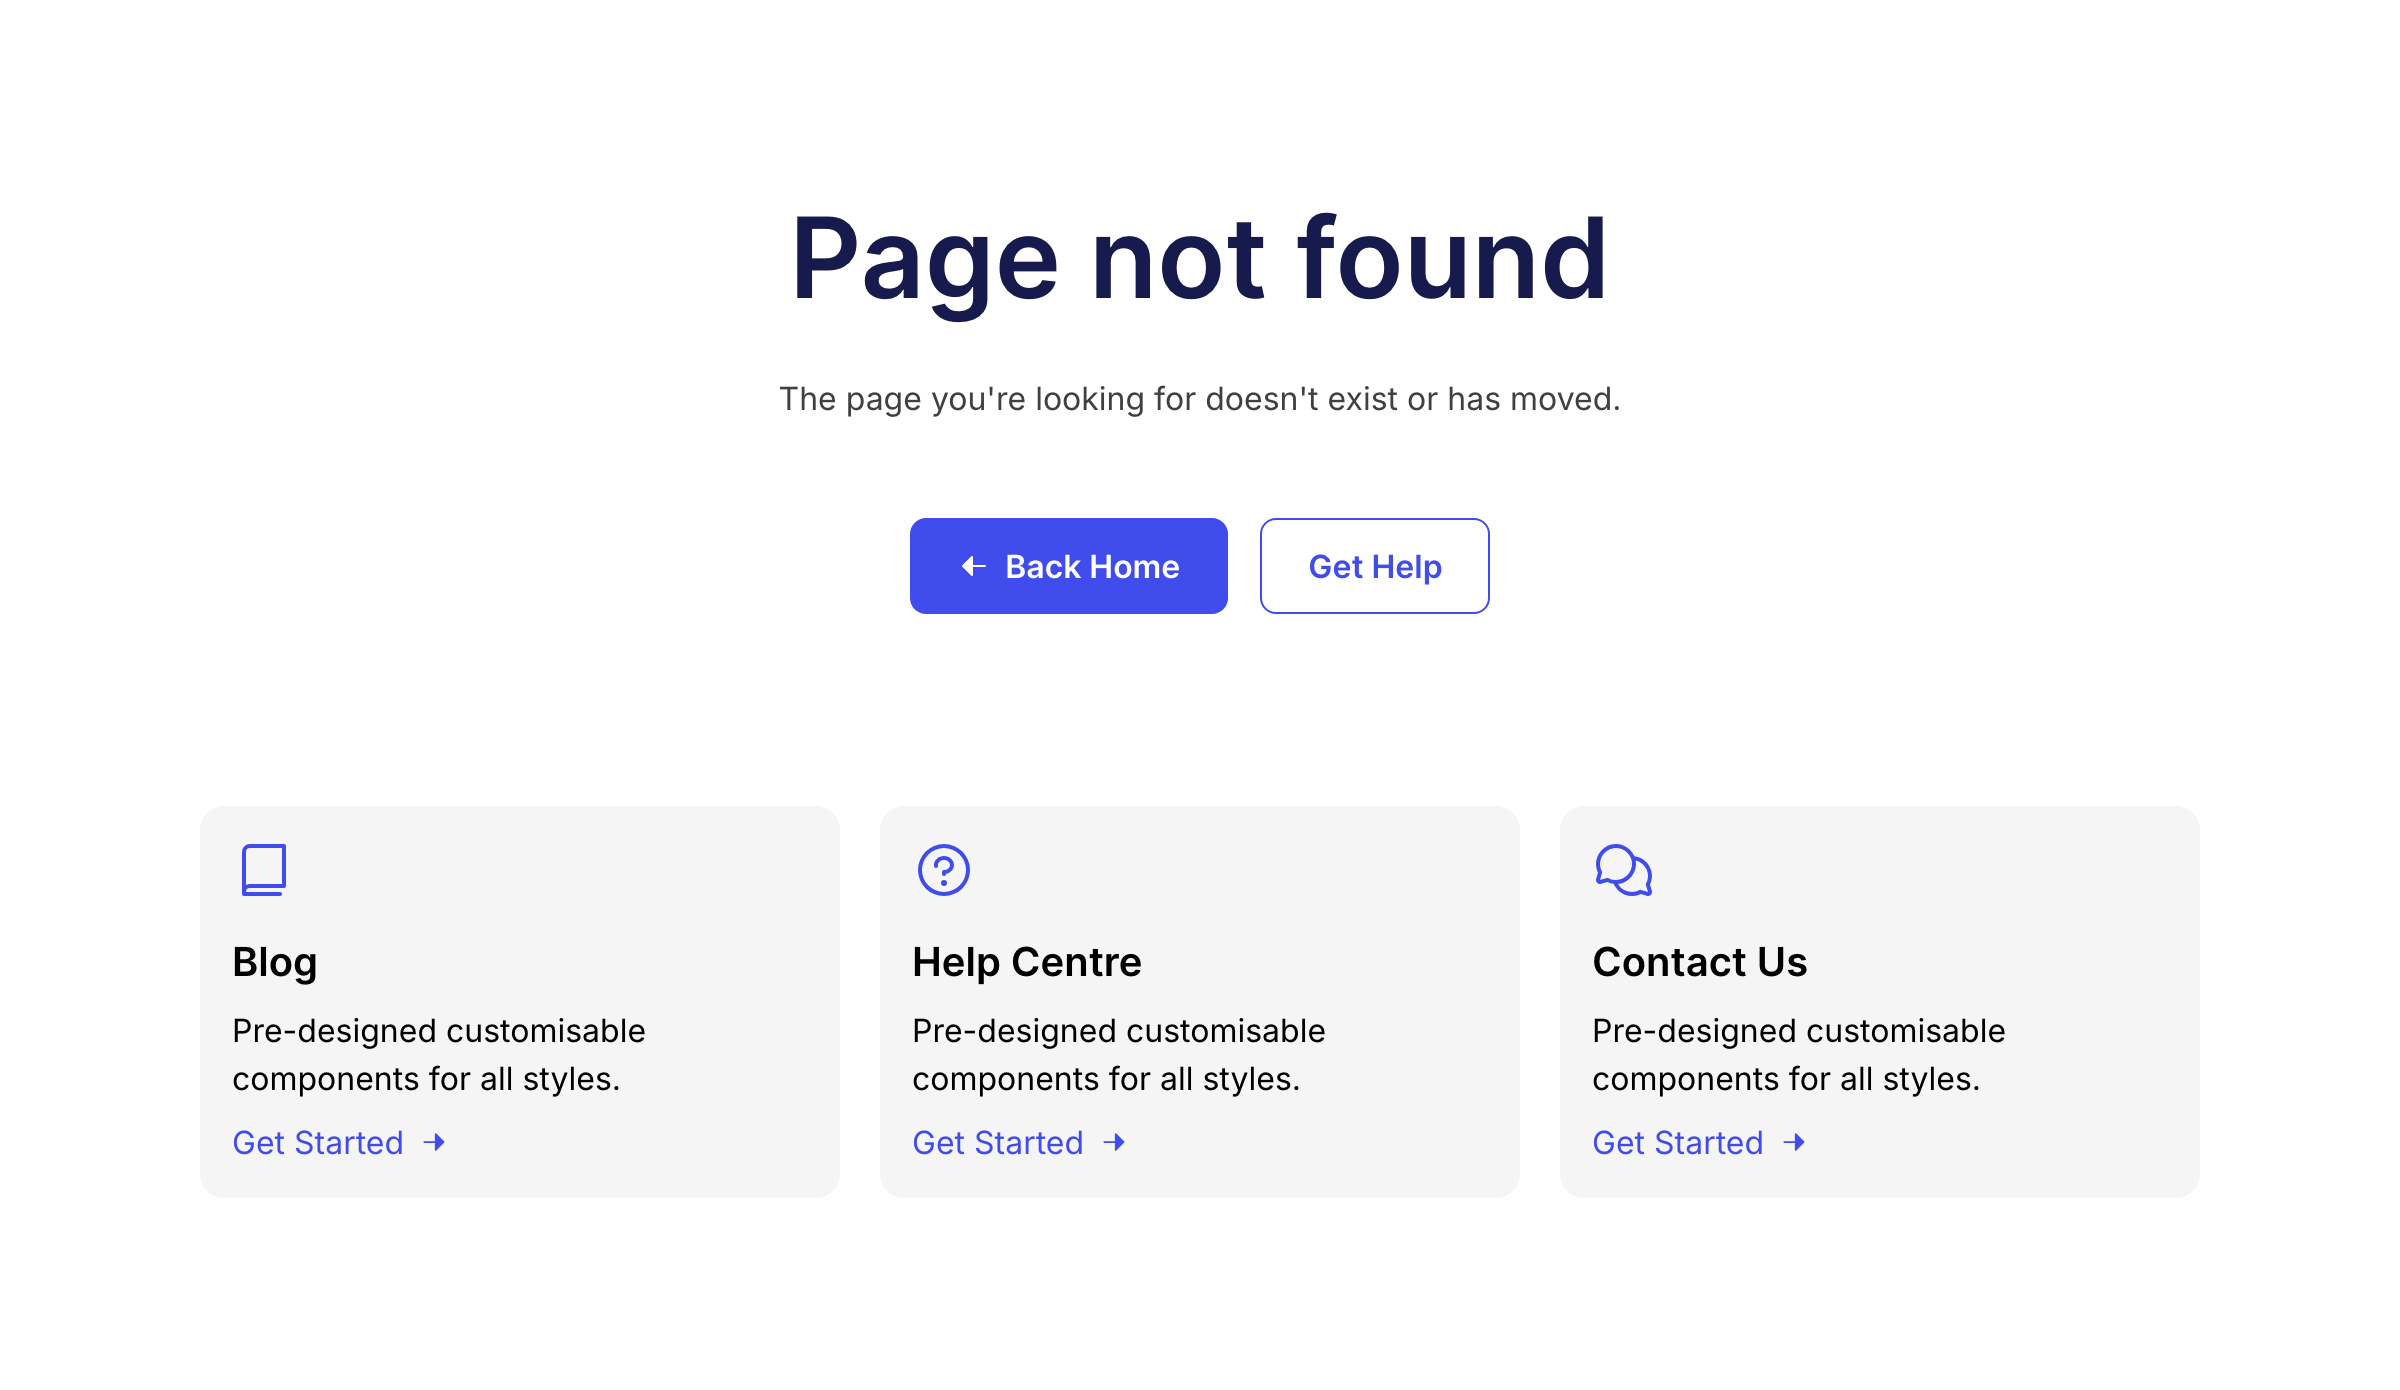 Page not found
The page you're looking for doesn't exist or has moved.
Back Home
Get Help
Blog
Pre-designed customisable
components for all styles.
Get Started
Help Centre
Pre-designed customisable
components for all styles.
Get Started
Contact Us
Pre-designed customisable
components for all styles.
Get Started